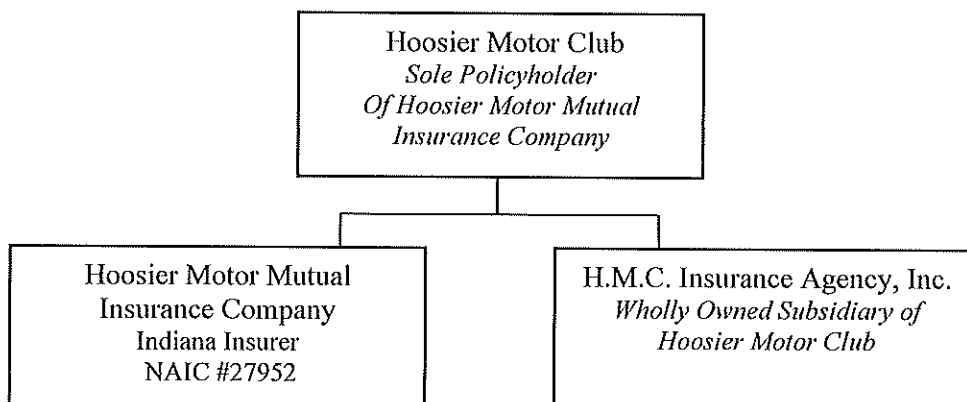 Hoosier Motor Club
Sole Policyholder
Of Hoosier Motor Mutual
Insurance Company
Hoosier Motor Mutual
Insurance Company
Indiana Insurer
NAIC #27952
H.M.C. Insurance Agency, Inc.
Wholly Owned Subsidiary of
Hoosier Motor Club